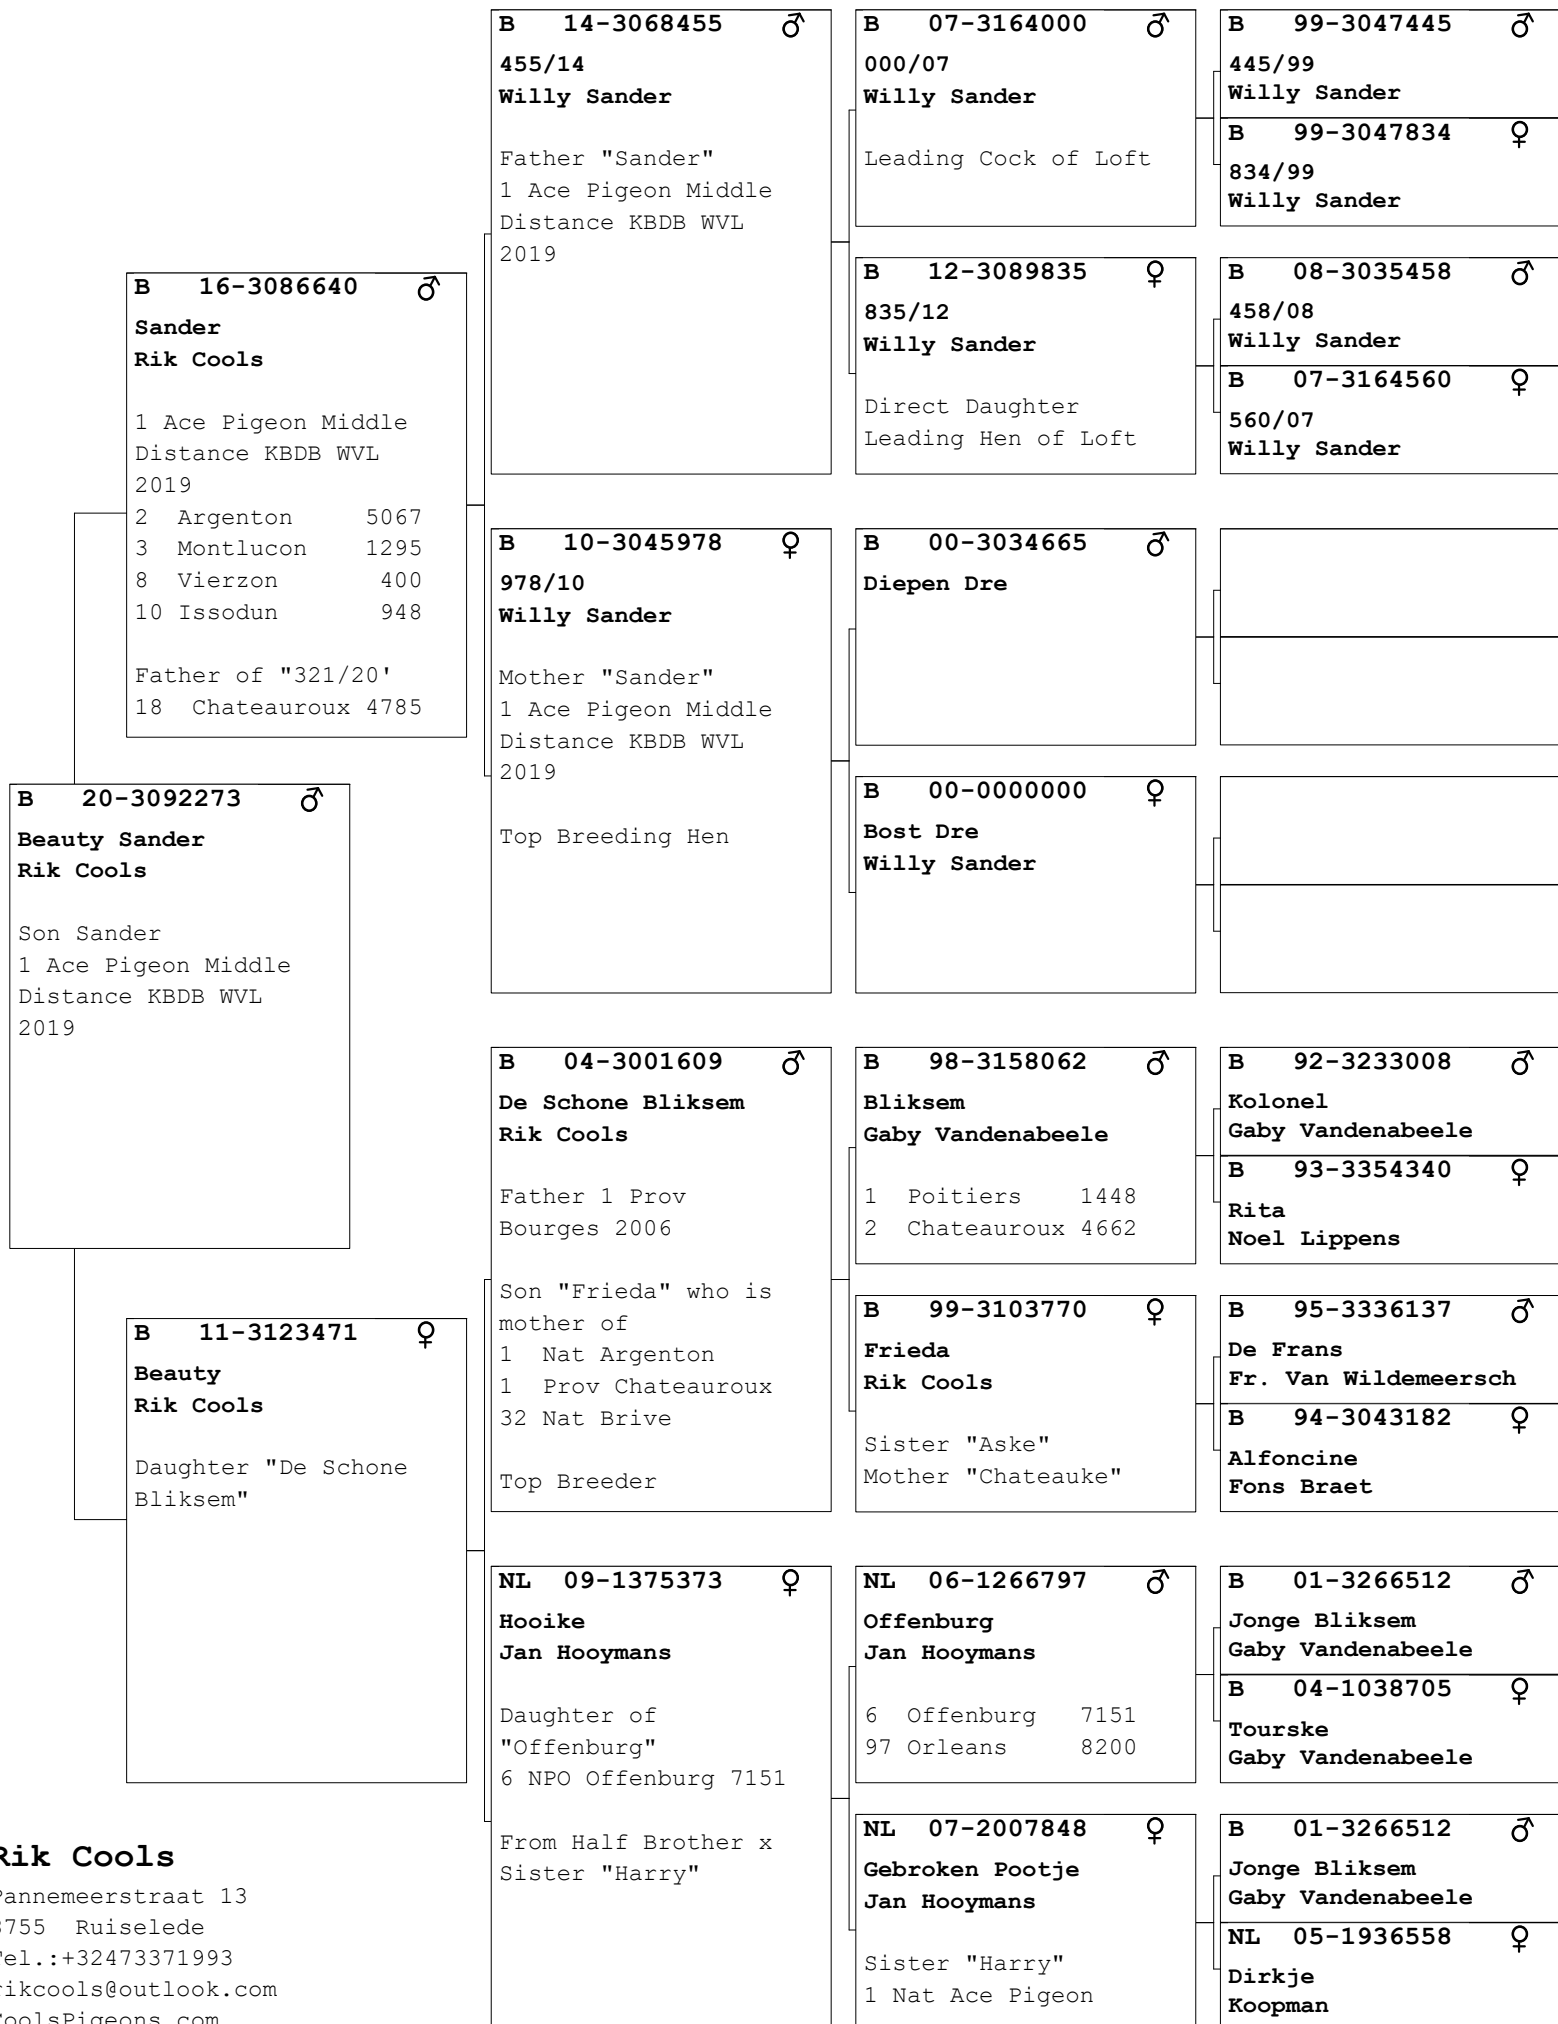 B 14-3068455 ♂
455/14
Willy Sander
Father "Sander"
1 Ace Pigeon Middle
Distance KBDB WVL
2019
B 07-3164000 ♂
000/07
Willy Sander
Leading Cock of Loft
B 99-3047445 ♂
445/99
Willy Sander
B 99-3047834 ♀
834/99
Willy Sander
B 12-3089835 ♀
835/12
Willy Sander
Direct Daughter
Leading Hen of Loft
B 08-3035458 ♂
458/08
Willy Sander
B 07-3164560 ♀
560/07
Willy Sander
B 16-3086640 ♂
Sander
Rik Cools
1 Ace Pigeon Middle
Distance KBDB WVL
2019
2 Argenton 5067
3 Montlucon 1295
8 Vierzon 400
10 Issodun 948
Father of "321/20'
18 Chateauroux 4785
B 10-3045978 ♀
978/10
Willy Sander
Mother "Sander"
1 Ace Pigeon Middle
Distance KBDB WVL
2019
Top Breeding Hen
B 00-3034665 ♂
Diepen Dre
B 00-0000000 ♀
Bost Dre
Willy Sander
B 20-3092273 ♂
Beauty Sander
Rik Cools
Son Sander
1 Ace Pigeon Middle
Distance KBDB WVL
2019
B 04-3001609 ♂
De Schone Bliksem
Rik Cools
Father 1 Prov
Bourges 2006
Son "Frieda" who is
mother of
1 Nat Argenton
1 Prov Chateauroux
32 Nat Brive
Top Breeder
B 98-3158062 ♂
Bliksem
Gaby Vandenabeele
1 Poitiers 1448
2 Chateauroux 4662
B 92-3233008 ♂
Kolonel
Gaby Vandenabeele
B 93-3354340 ♀
Rita
Noel Lippens
B 99-3103770 ♀
Frieda
Rik Cools
Sister "Aske"
Mother "Chateauke"
B 95-3336137 ♂
De Frans
Fr. Van Wildemeersch
B 94-3043182 ♀
Alfoncine
Fons Braet
B 11-3123471 ♀
Beauty
Rik Cools
Daughter "De Schone
Bliksem"
NL 09-1375373 ♀
Hooike
Jan Hooymans
Daughter of
"Offenburg"
6 NPO Offenburg 7151
From Half Brother x
Sister "Harry"
NL 06-1266797 ♂
Offenburg
Jan Hooymans
6 Offenburg 7151
97 Orleans 8200
B 01-3266512 ♂
Jonge Bliksem
Gaby Vandenabeele
B 04-1038705 ♀
Tourske
Gaby Vandenabeele
NL 07-2007848 ♀
Gebroken Pootje
Jan Hooymans
Sister "Harry"
1 Nat Ace Pigeon
B 01-3266512 ♂
Jonge Bliksem
Gaby Vandenabeele
NL 05-1936558 ♀
Dirkje
Koopman
Rik Cools
Pannemeerstraat 13
8755 Ruiselede
Tel.:+32473371993
rikcools@outlook.com
CoolsPigeons.com